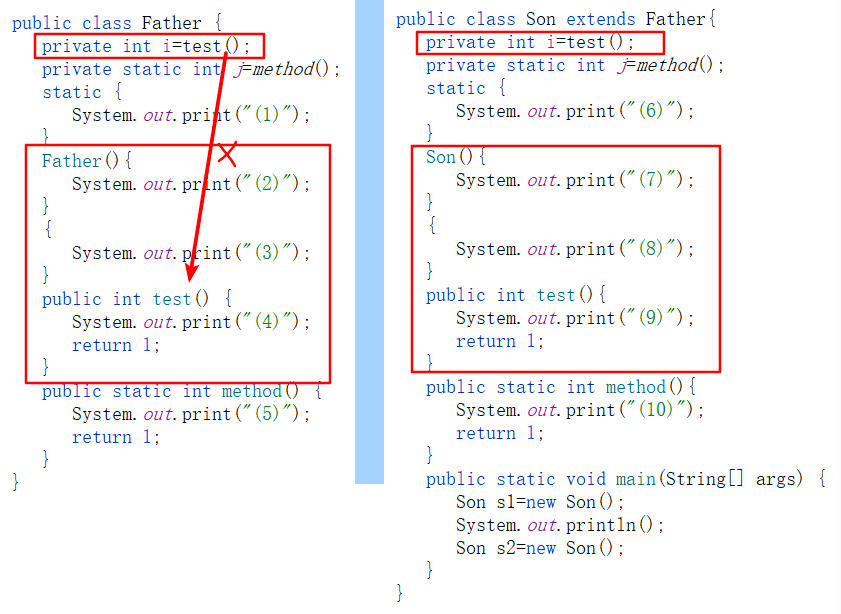 public class Father {
private int i=test();
private static int j=method();
static {
System.out.print("(1)");
}
Father(){
System.out.print("(2)");
}
{
System.out.print("(3)");
}
public int test() {
System.out.print("(4)");
return 1;
}
public static int method() {
System.out.print("(5)");
return 1;
}
}
public class Son extends Father{
private int i=test();
private static int j=method();
static {
System.out.print("(6)");
}
Son(){
System.out.print("(7)");
}
{
System.out.print("(8)");
}
public int test(){
System.out.print("(9)");
return 1;
}
public static int method(){
System.out.print("(10)");
return 1;
}
public static void main(String[] args) {
Son s1=new Son();
System.out.println();
Son s2=new Son();
}
}